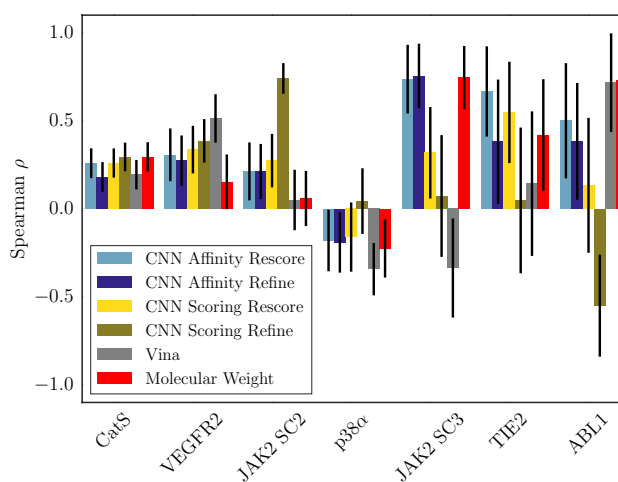 1.0
0.5
0.0
−0.5
−1.0
Spearman ρ
CNN Affinity Rescore
CNN Affinity Refine
CNN Scoring Rescore
CNN Scoring Refine
Vina
Molecular Weight
CatS
VEGFR2
JAK2 SC2
p38α
JAK2 SC3
TIE2
ABL1